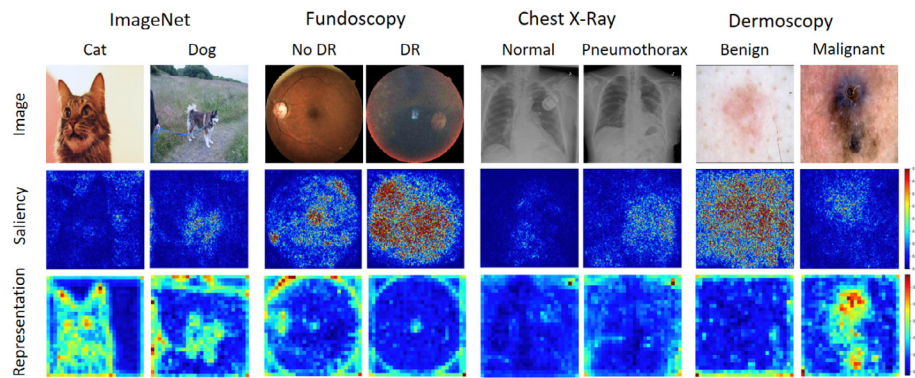 ImageNet Fundoscopy Chest X-Ray Dermoscopy
Cat Dog No DR DR Normal Pneumothorax Benign Malignant
Image
Saliency
Representation